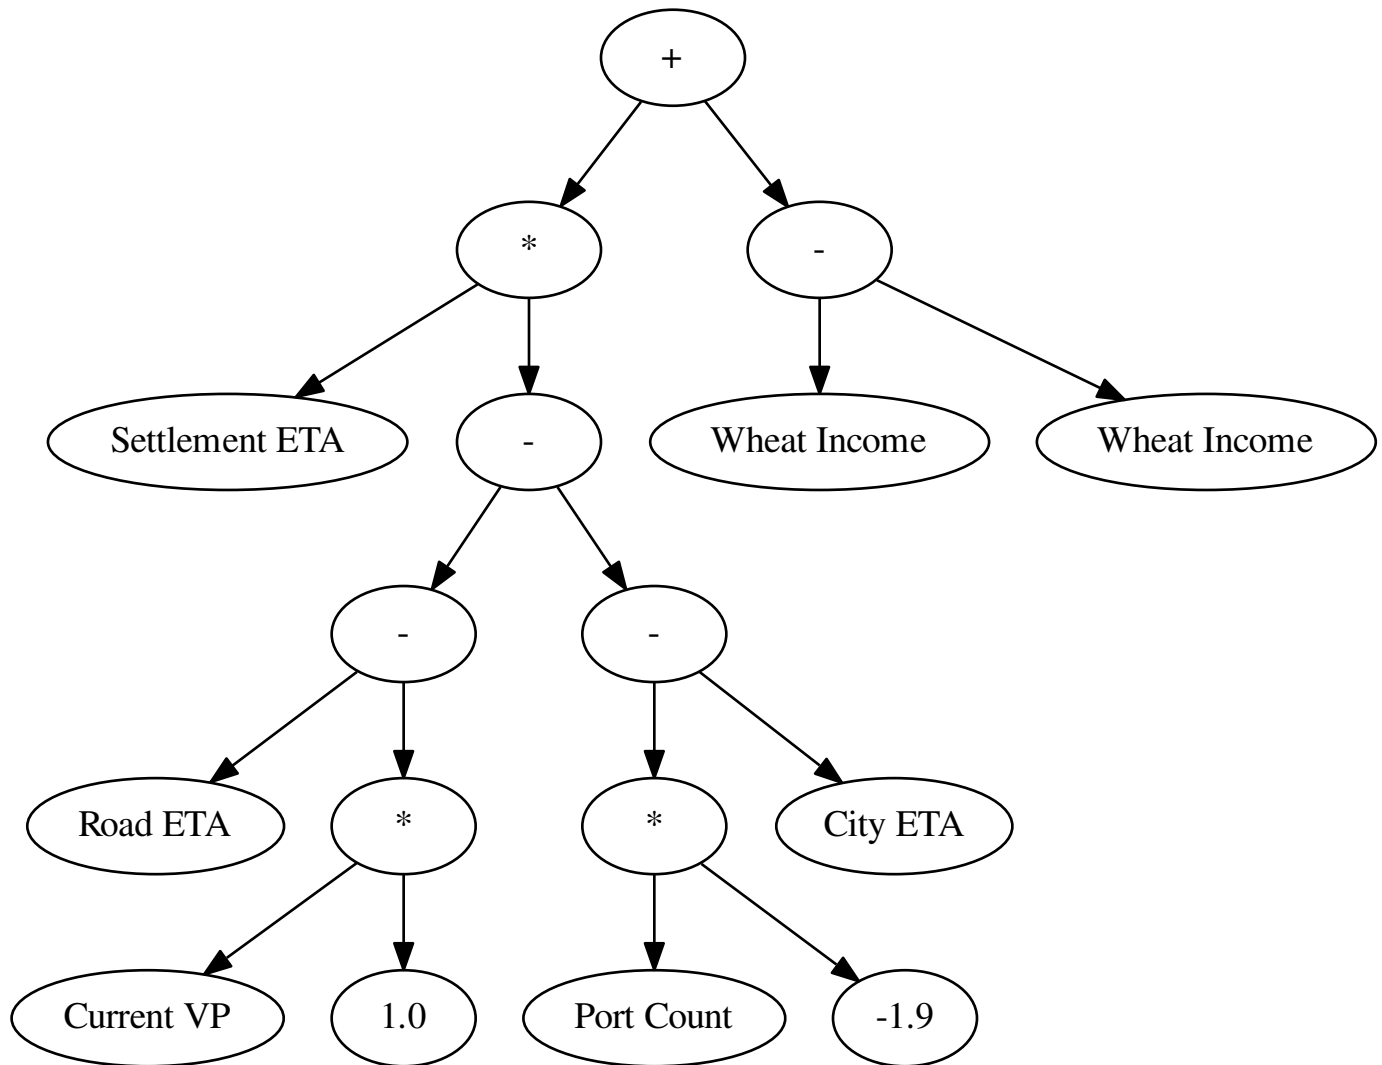 +
*
-
Settlement ETA
-
Wheat Income
Wheat Income
-
-
Road ETA
*
*
City ETA
Current VP
1.0
Port Count
-1.9